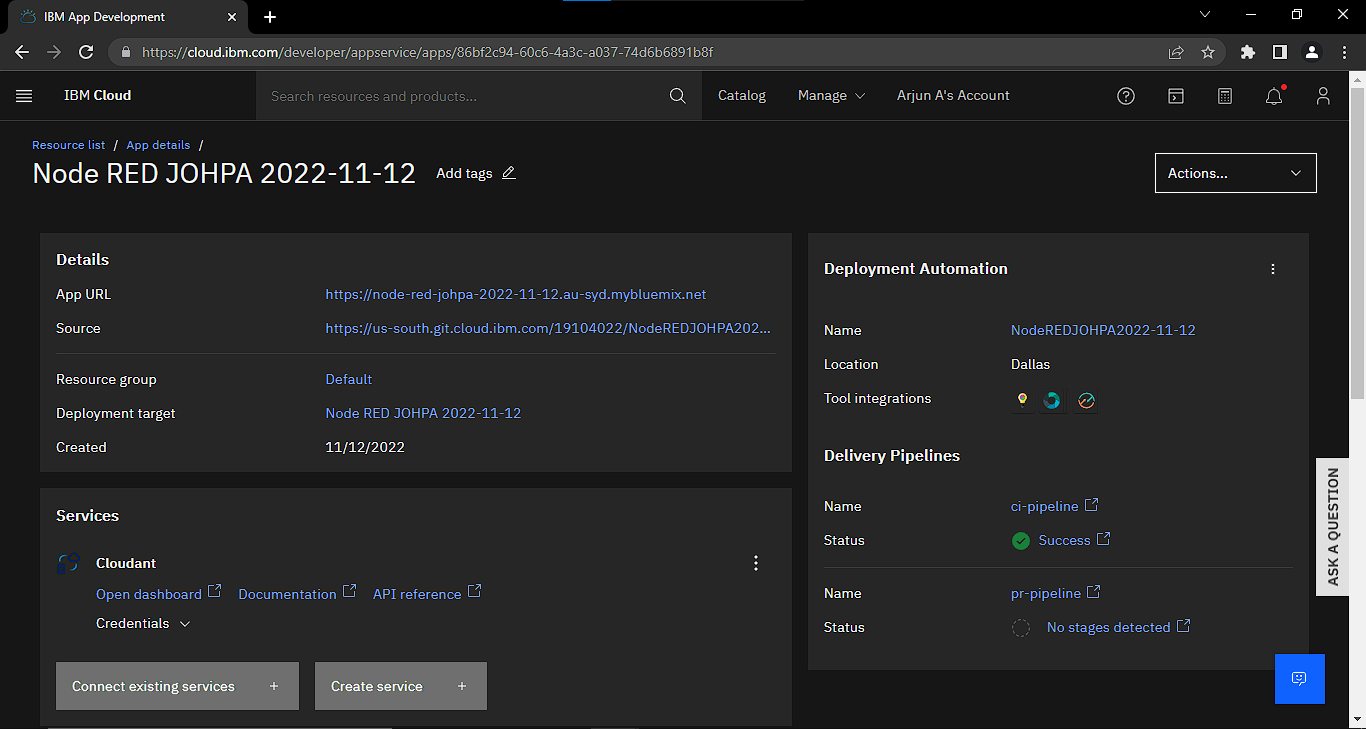 IBM App Development
https://cloud.ibm.com/developer/appservice/apps/86bf2c94-60c6-4a3c-a037-74d6b6891b8f
IBM Cloud
Search resources and products...
Catalog
Manage
Arjun A's Account
Resource list / App details /
Node RED JOHPA 2022-11-12
Add tags
Actions...
Details
App URL https://node-red-johpa-2022-11-12.au-syd.mybluemix.net
Source https://us-south.git.cloud.ibm.com/19104022/NodeREDJOHPA202...
Resource group Default
Deployment target Node RED JOHPA 2022-11-12
Created 11/12/2022
Services
Cloudant
Open dashboard Documentation API reference
Credentials
Connect existing services +
Create service +
Deployment Automation
Name NodeREDJOHPA2022-11-12
Location Dallas
Tool integrations
Delivery Pipelines
Name ci-pipeline
Status Success
Name pr-pipeline
Status No stages detected
ASK A QUESTION